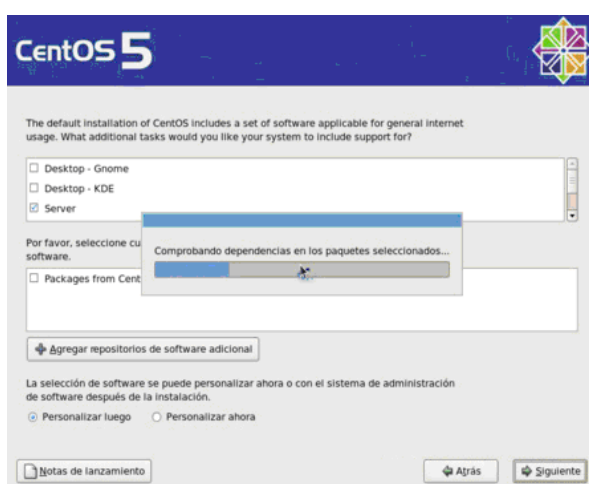 CentOS 5
The default installation of CentOS includes a set of software applicable for general internet
usage. What additional tasks would you like your system to include support for?
Desktop - Gnome
Desktop - KDE
Server
Comprobando dependencias en los paquetes seleccionados...
Por favor, seleccione cu
software.
Packages from Cent
Agregar repositorios de software adicional
La selección de software se puede personalizar ahora o con el sistema de administración
de software después de la instalación.
Personalizar luego Personalizar ahora
Notas de lanzamiento Atrás Siguiente